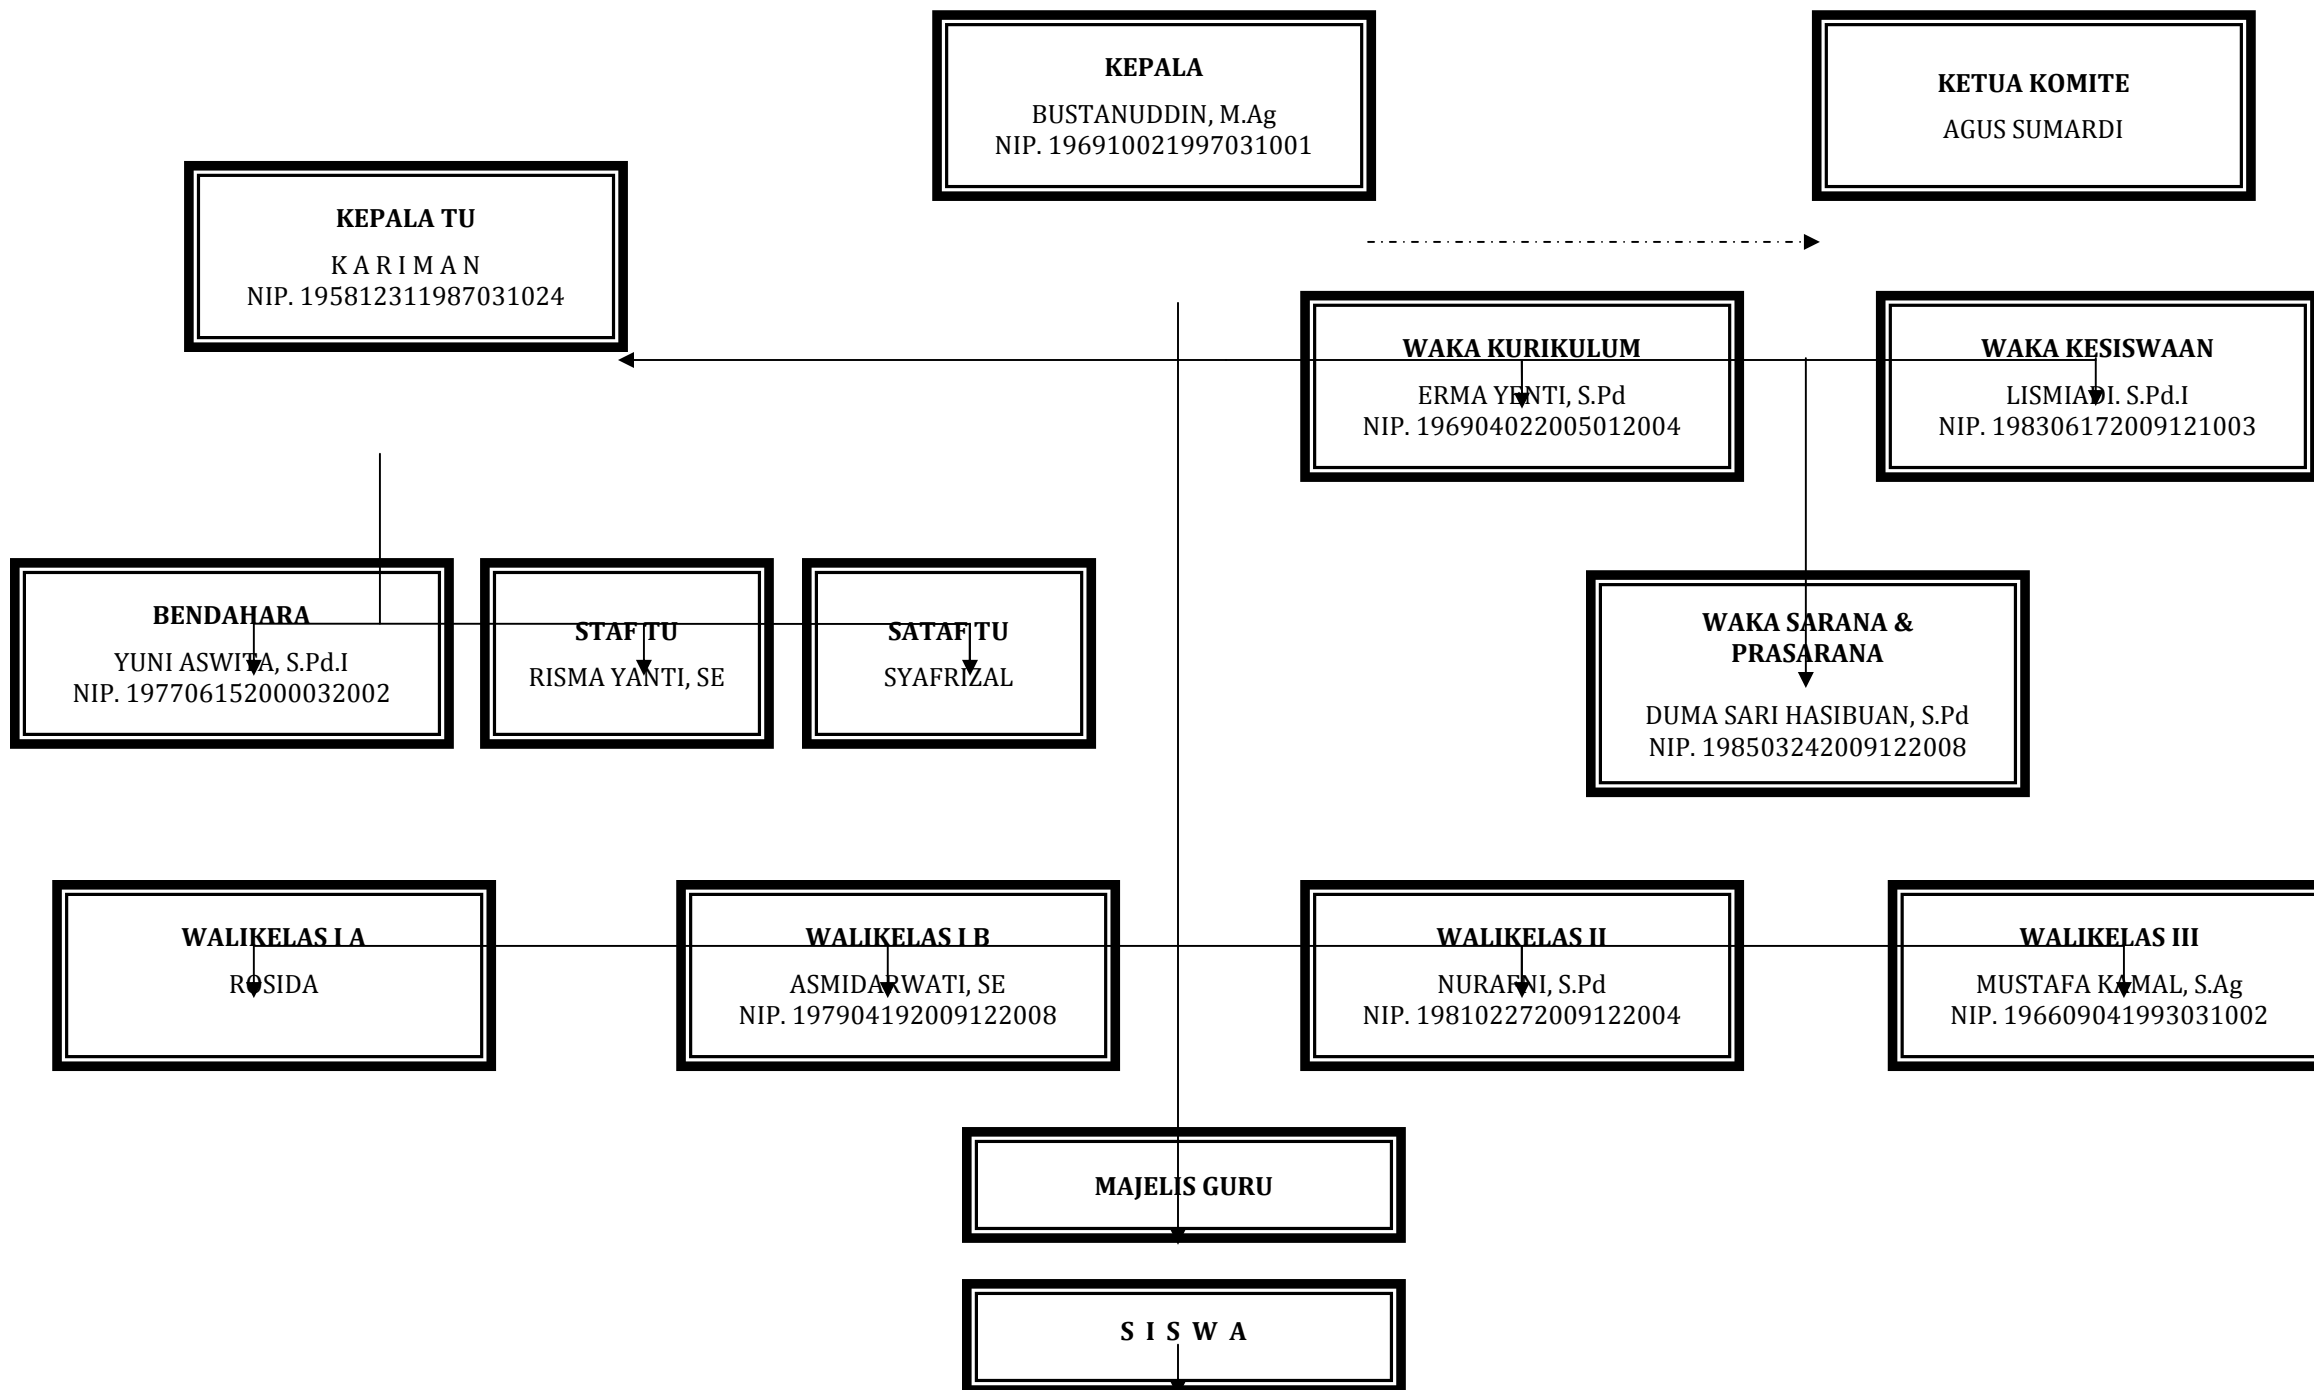 KEPALA
BUSTANUDDIN, M.Ag
NIP. 196910021997031001
KETUA KOMITE
AGUS SUMARDI
KEPALA TU
K A R I M A N
NIP. 195812311987031024
WAKA KURIKULUM
ERMA YENTI, S.Pd
NIP. 196904022005012004
WAKA KESISWAAN
LISMIADI. S.Pd.I
NIP. 198306172009121003
BENDAHARA
YUNI ASWITA, S.Pd.I
NIP. 197706152000032002
STAF TU
RISMA YANTI, SE
SATAF TU
SYAFRIZAL
WAKA SARANA &
PRASARANA
DUMA SARI HASIBUAN, S.Pd
NIP. 198503242009122008
WALIKELAS I A
ROSIDA
WALIKELAS I B
ASMIDARWATI, SE
NIP. 197904192009122008
WALIKELAS II
NURAFNI, S.Pd
NIP. 198102272009122004
WALIKELAS III
MUSTAFA KAMAL, S.Ag
NIP. 196609041993031002
MAJELIS GURU
S I S W A